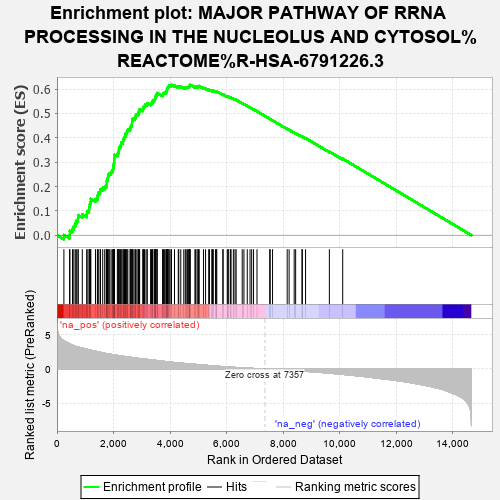 Enrichment plot: MAJOR PATHWAY OF RRNA
PROCESSING IN THE NUCLEOLUS AND CYTOSOL%
REACTOME%R-HSA-6791226.3
Enrichment score (ES)
0.6
0.5
0.4
0.3
0.2
0.1
0.0
'na_pos' (positively correlated)
Ranked list metric (PreRanked)
5
0
-5
Zero cross at 7357
'na_neg' (negatively correlated)
0
2,000
4,000
6,000
8,000
10,000
12,000
14,000
Rank in Ordered Dataset
Enrichment profile
Hits
Ranking metric scores